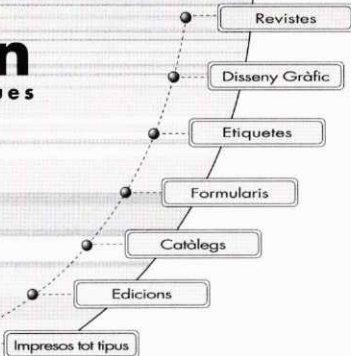 Revistes
n
ues
Disseny Gràfic
Etiquetes
Formularis
Catàlegs
Edicions
Impresos tot tipus